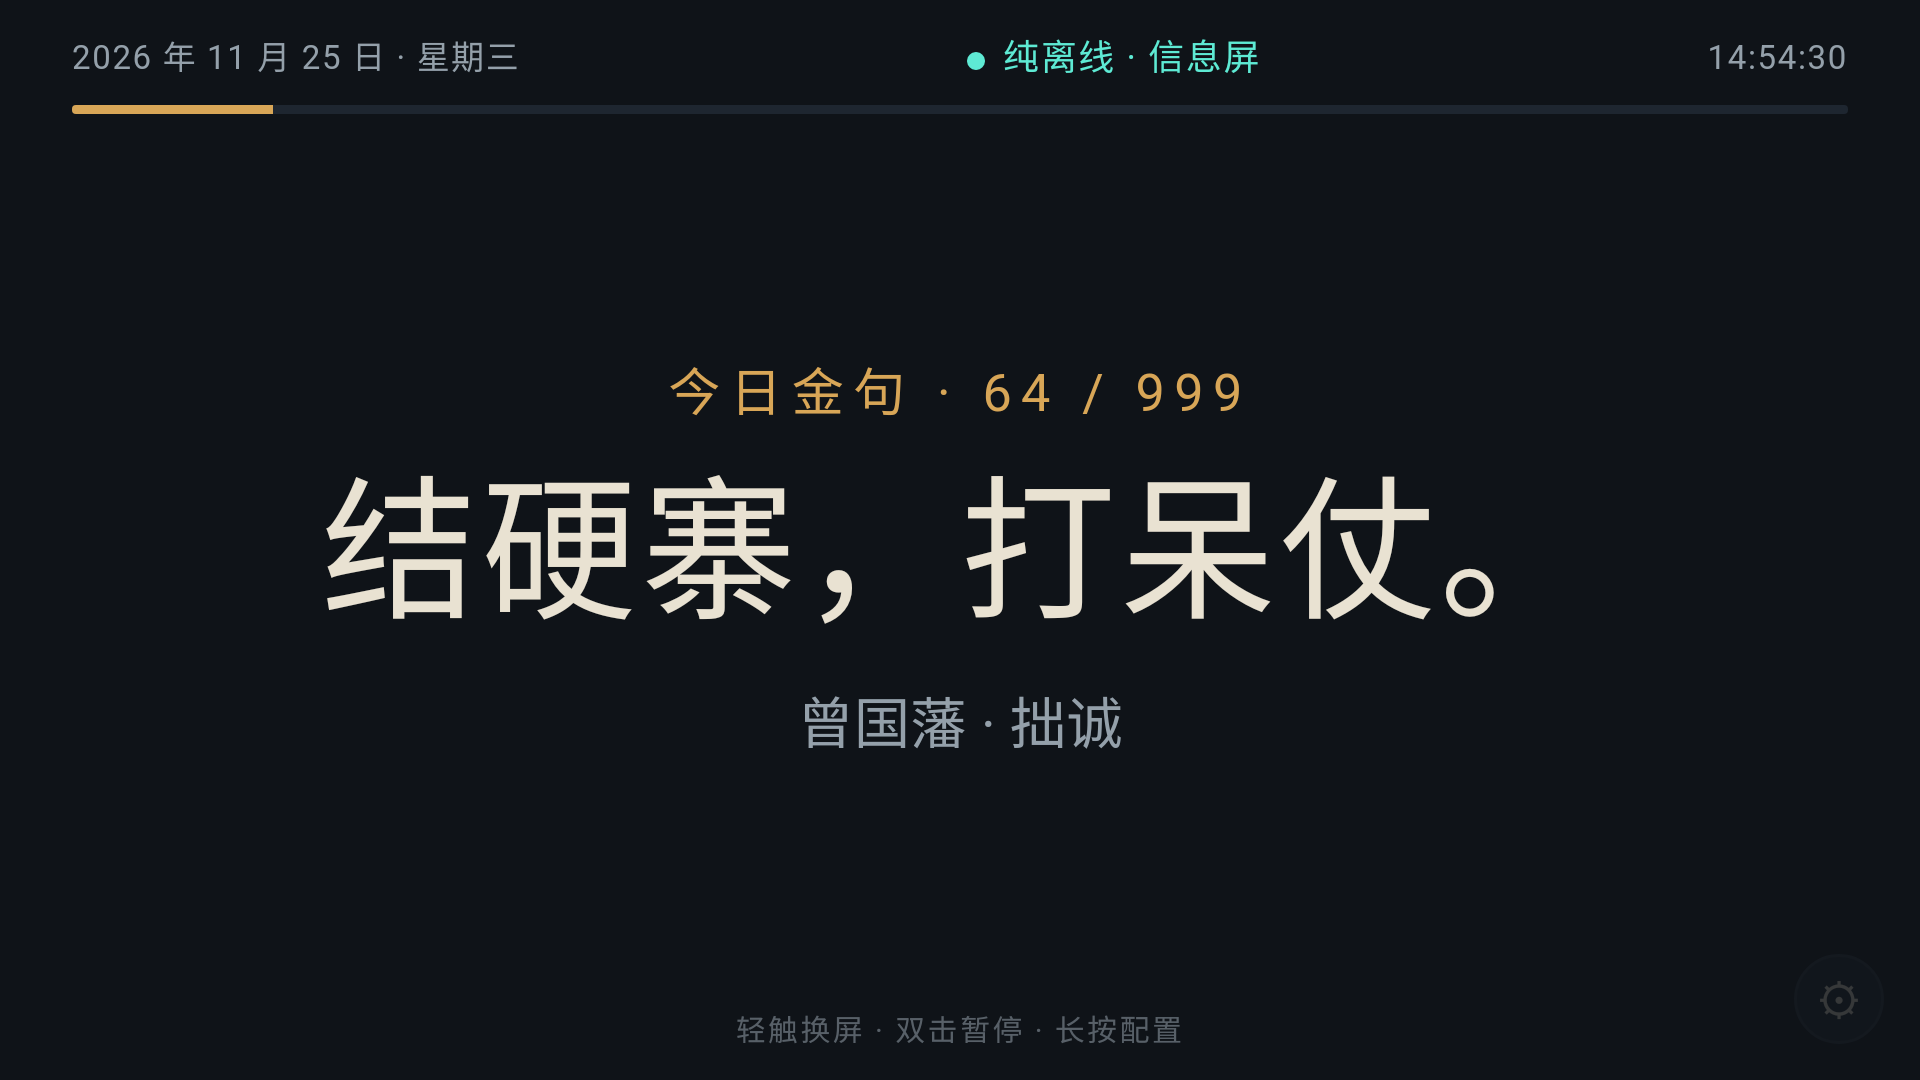 2026 年 11 月 25 日 · 星期三
纯离线 · 信息屏
14:54:30
今日金句 · 64 / 999
结硬寨，打呆仗。
曾国藩 · 拙诚
轻触换屏 · 双击暂停 · 长按配置